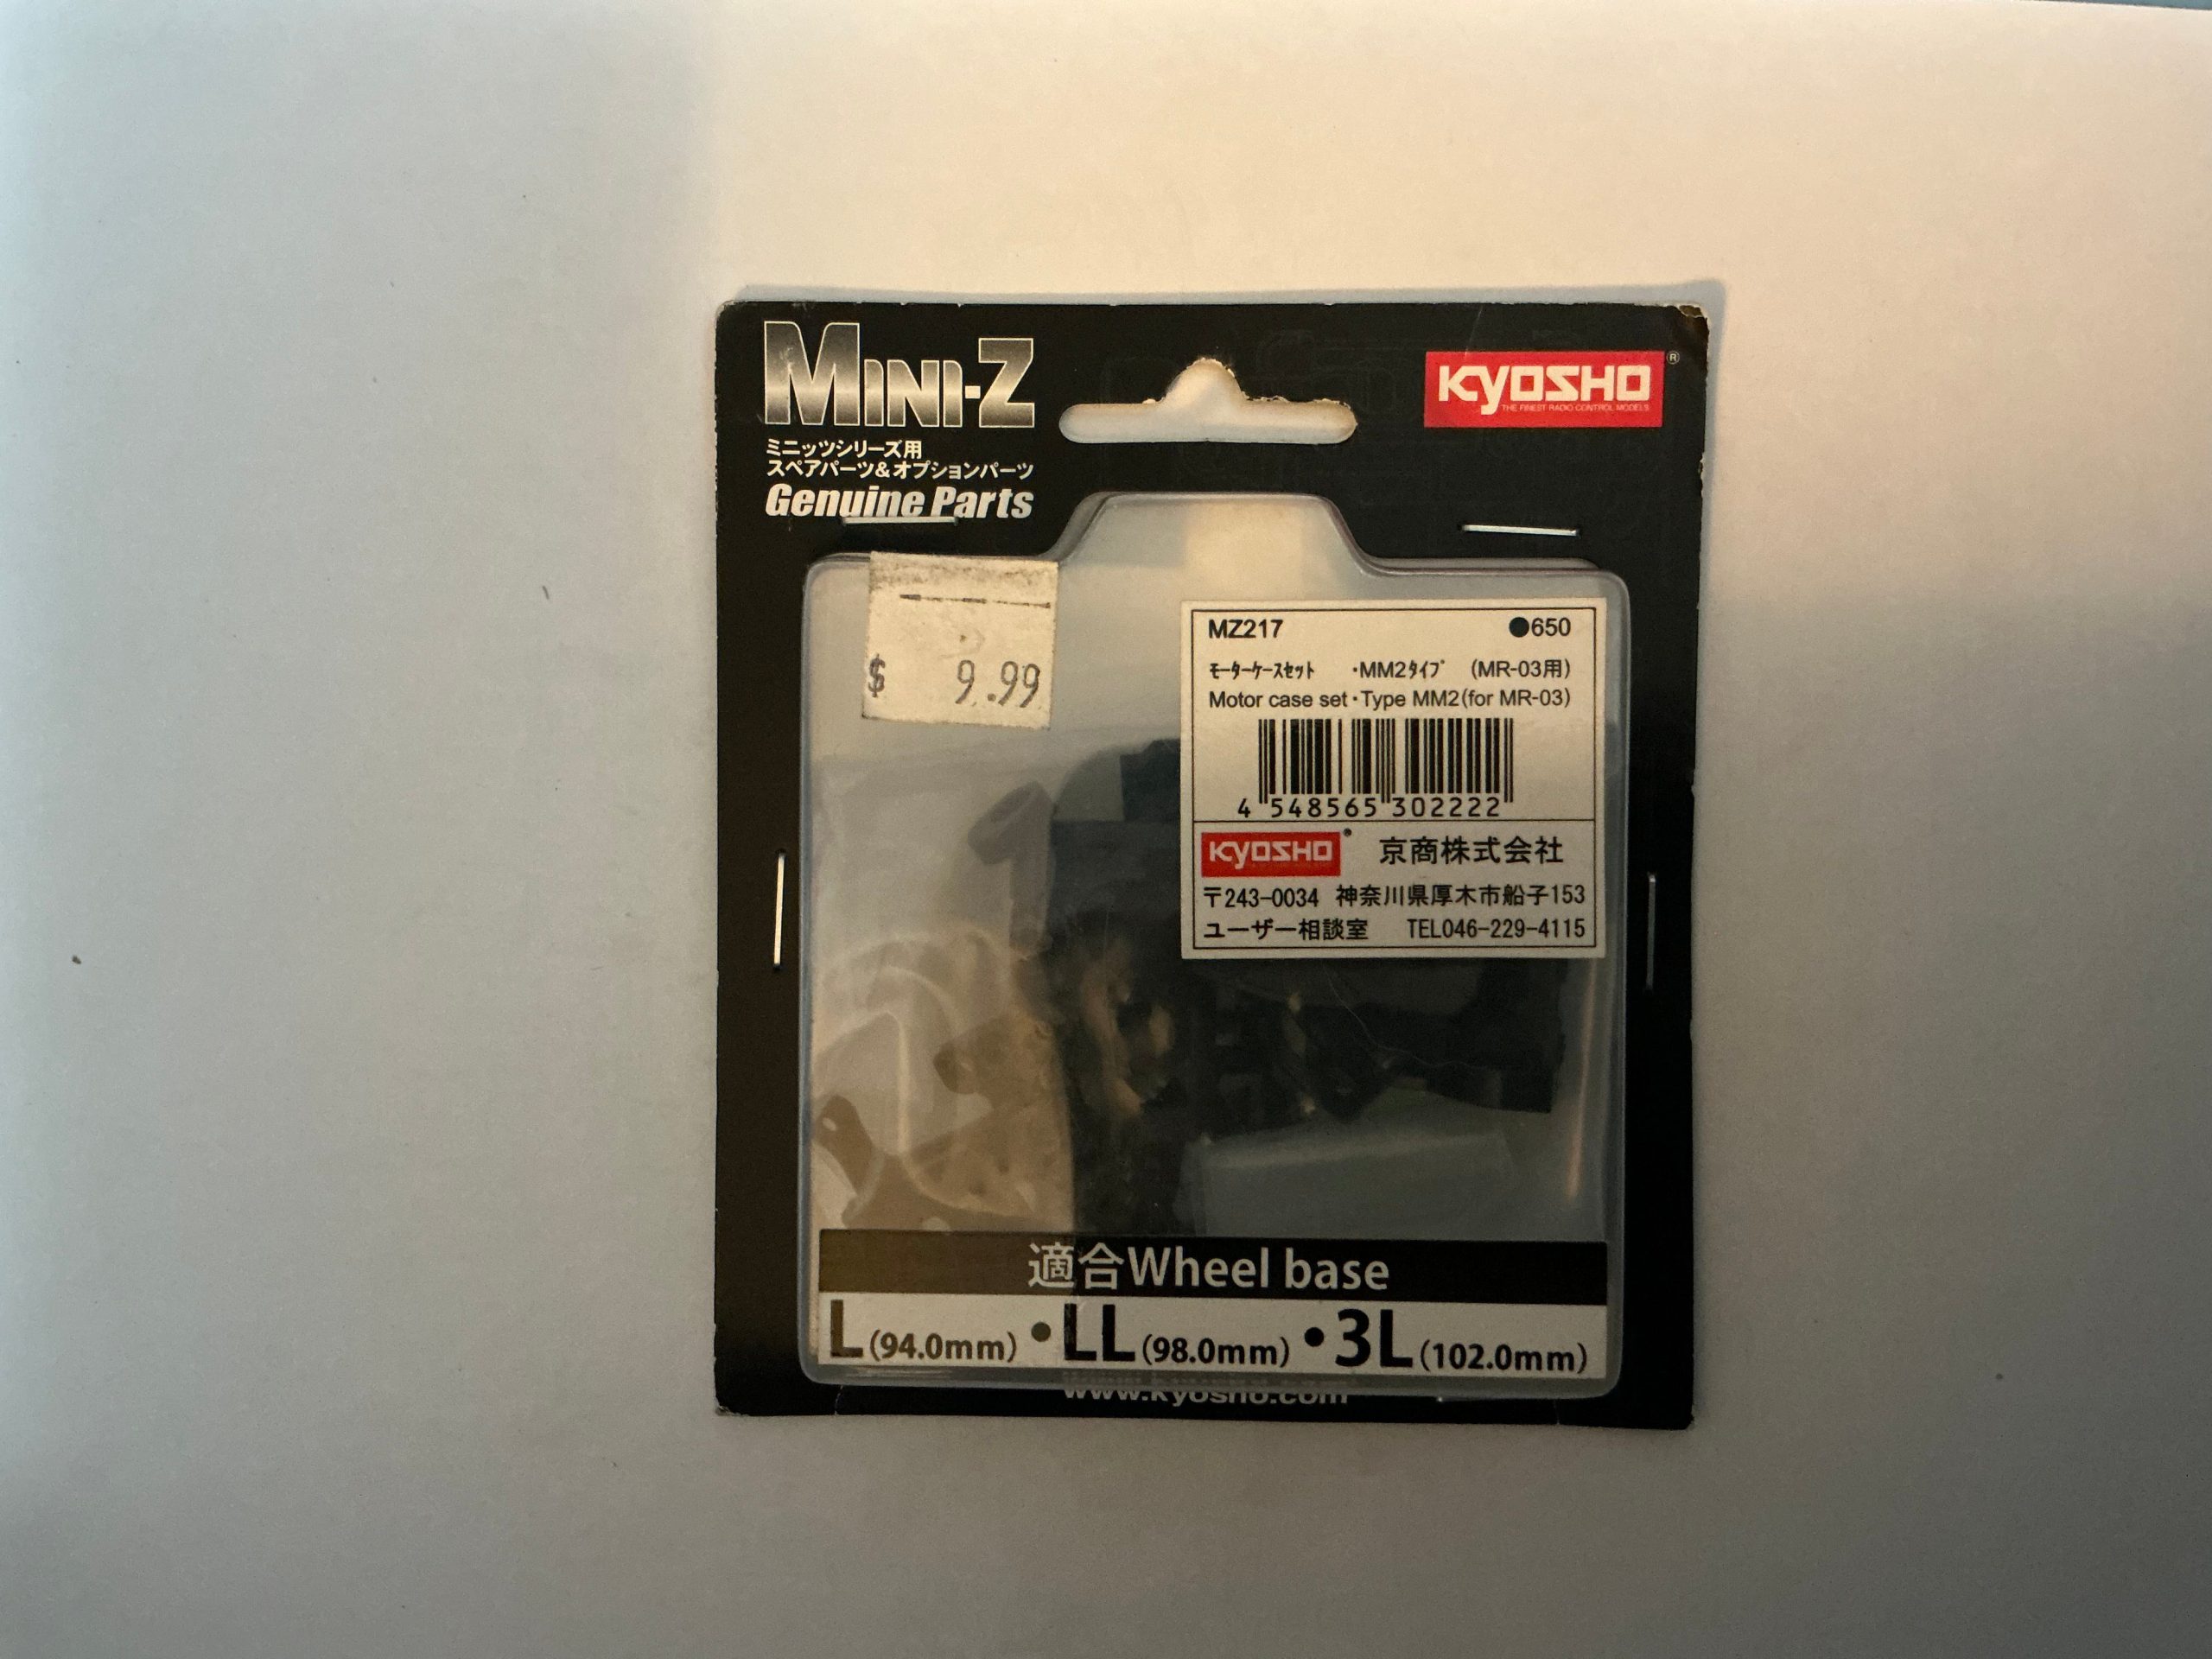 MINI-Z
ミニッツシリーズ用
スペアパーツ&オプションパーツ
Genuine Parts
KYOSHO®
THE FINEST RADIO CONTROL MODELS
$ 9.99
MZ217 ●650
モーターケースセット ・MM2タイプ (MR-03用)
Motor case set・Type MM2(for MR-03)
4 548565 302222
KYOSHO® 京商株式会社
〒243-0034 神奈川県厚木市船子153
ユーザー相談室 TEL046-229-4115
適合Wheel base
L(94.0mm)・LL(98.0mm)・3L(102.0mm)
www.kyosho.com